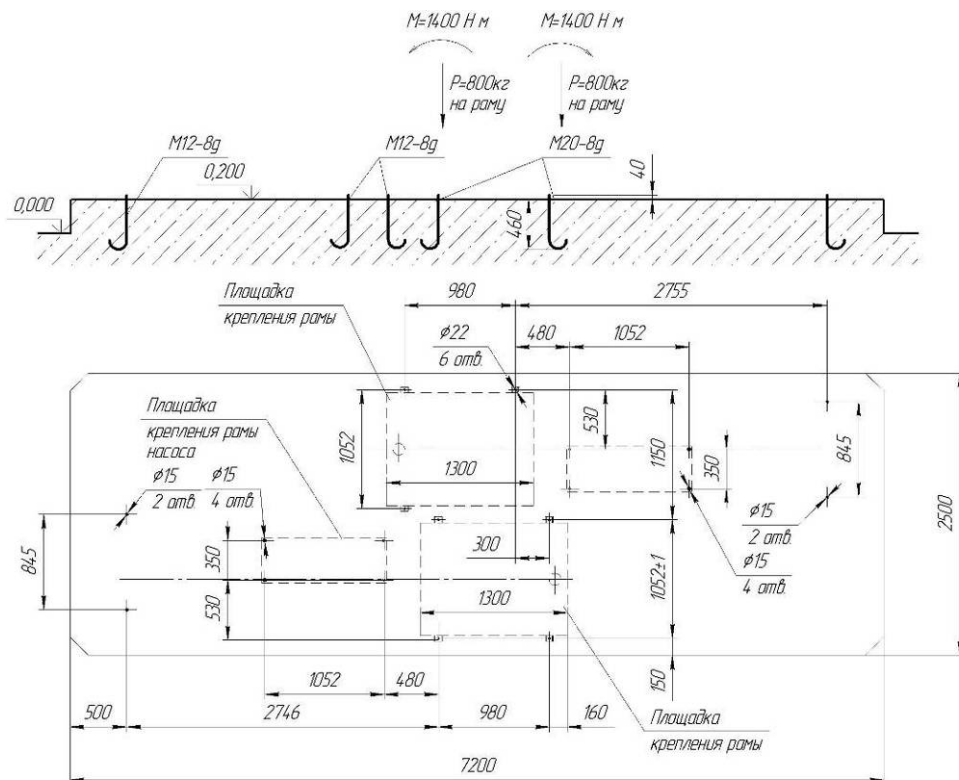 М=1400 Н м
М=1400 Н м
Р=800кг
на раму
Р=800кг
на раму
М12-8g
М12-8g
М20-8g
0,200
0,000
40
460
Площадка
крепления рамы
980
2755
φ22
6 отв.
480
1052
Площадка
крепления рамы
насоса
φ15
2 отв.
φ15
4 отв.
1052
1300
530
1150
350
845
2500
φ15
2 отв.
φ15
4 отв.
845
350
530
300
1300
1052±1
150
1052
480
500
2746
980
160
Площадка
крепления рамы
7200